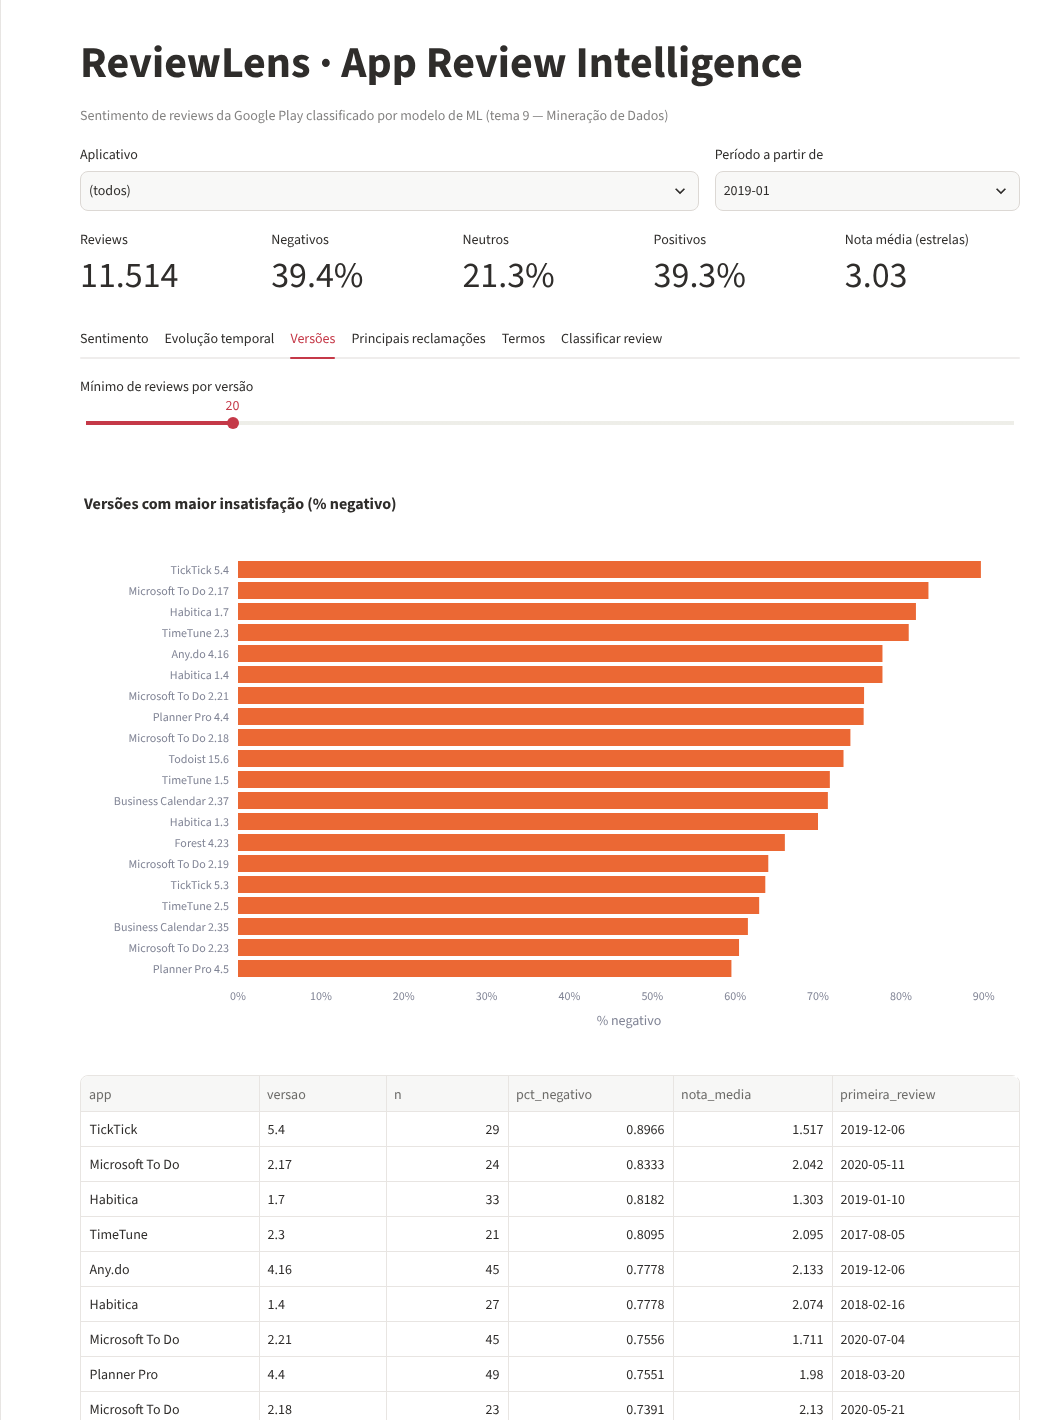 ReviewLens · App Review Intelligence
Sentimento de reviews da Google Play classificado por modelo de ML (tema 9 — Mineração de Dados)
Aplicativo Período a partir de
(todos) 2019-01
Reviews Negativos Neutros Positivos Nota média (estrelas)
11.514 39.4% 21.3% 39.3% 3.03
Sentimento Evolução temporal Versões Principais reclamações Termos Classificar review
Mínimo de reviews por versão
20
Versões com maior insatisfação (% negativo)
TickTick 5.4
Microsoft To Do 2.17
Habitica 1.7
TimeTune 2.3
Any.do 4.16
Habitica 1.4
Microsoft To Do 2.21
Planner Pro 4.4
Microsoft To Do 2.18
Todoist 15.6
TimeTune 1.5
Business Calendar 2.37
Habitica 1.3
Forest 4.23
Microsoft To Do 2.19
TickTick 5.3
TimeTune 2.5
Business Calendar 2.35
Microsoft To Do 2.23
Planner Pro 4.5
0% 10% 20% 30% 40% 50% 60% 70% 80% 90%
% negativo
app versao n pct_negativo nota_media primeira_review
TickTick 5.4 29 0.8966 1.517 2019-12-06
Microsoft To Do 2.17 24 0.8333 2.042 2020-05-11
Habitica 1.7 33 0.8182 1.303 2019-01-10
TimeTune 2.3 21 0.8095 2.095 2017-08-05
Any.do 4.16 45 0.7778 2.133 2019-12-06
Habitica 1.4 27 0.7778 2.074 2018-02-16
Microsoft To Do 2.21 45 0.7556 1.711 2020-07-04
Planner Pro 4.4 49 0.7551 1.98 2018-03-20
Microsoft To Do 2.18 23 0.7391 2.13 2020-05-21